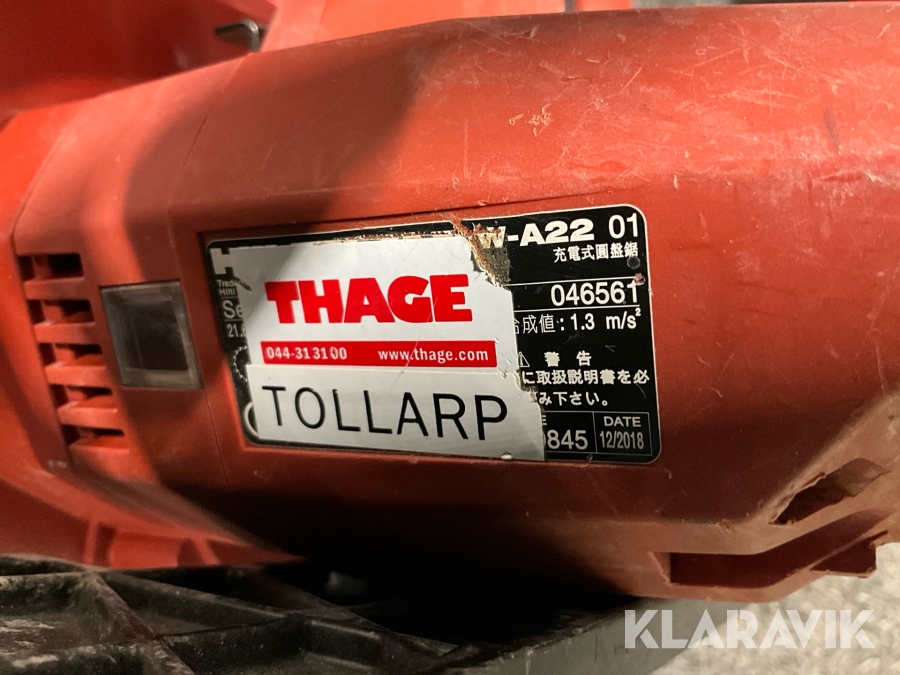 W-A22 01
充電式圓盤鋸
046561
合成値: 1.3 m/s²
警告
に取扱説明書を必
み下さい。
0845
DATE
12/2018
THAGE
044-313100 www.thage.com
TOLLARP
KLARAVIK